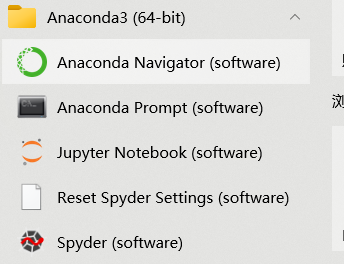 Anaconda3 (64-bit)
Anaconda Navigator (software)
Anaconda Prompt (software)
Jupyter Notebook (software)
Reset Spyder Settings (software)
Spyder (software)
浏